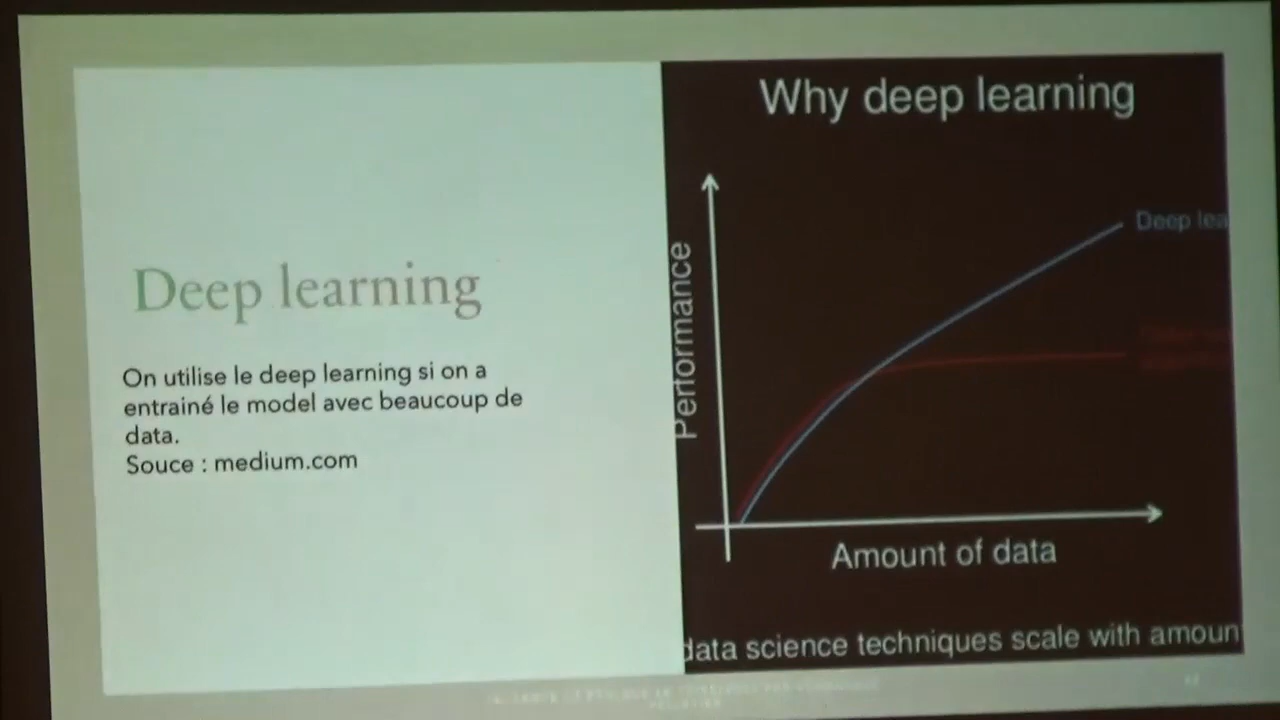 Deep learning
On utilise le deep learning si on a
entrainé le model avec beaucoup de
data.
Souce : medium.com
Why deep learning
Performance
Deep lea
Amount of data
data science techniques scale with amoun